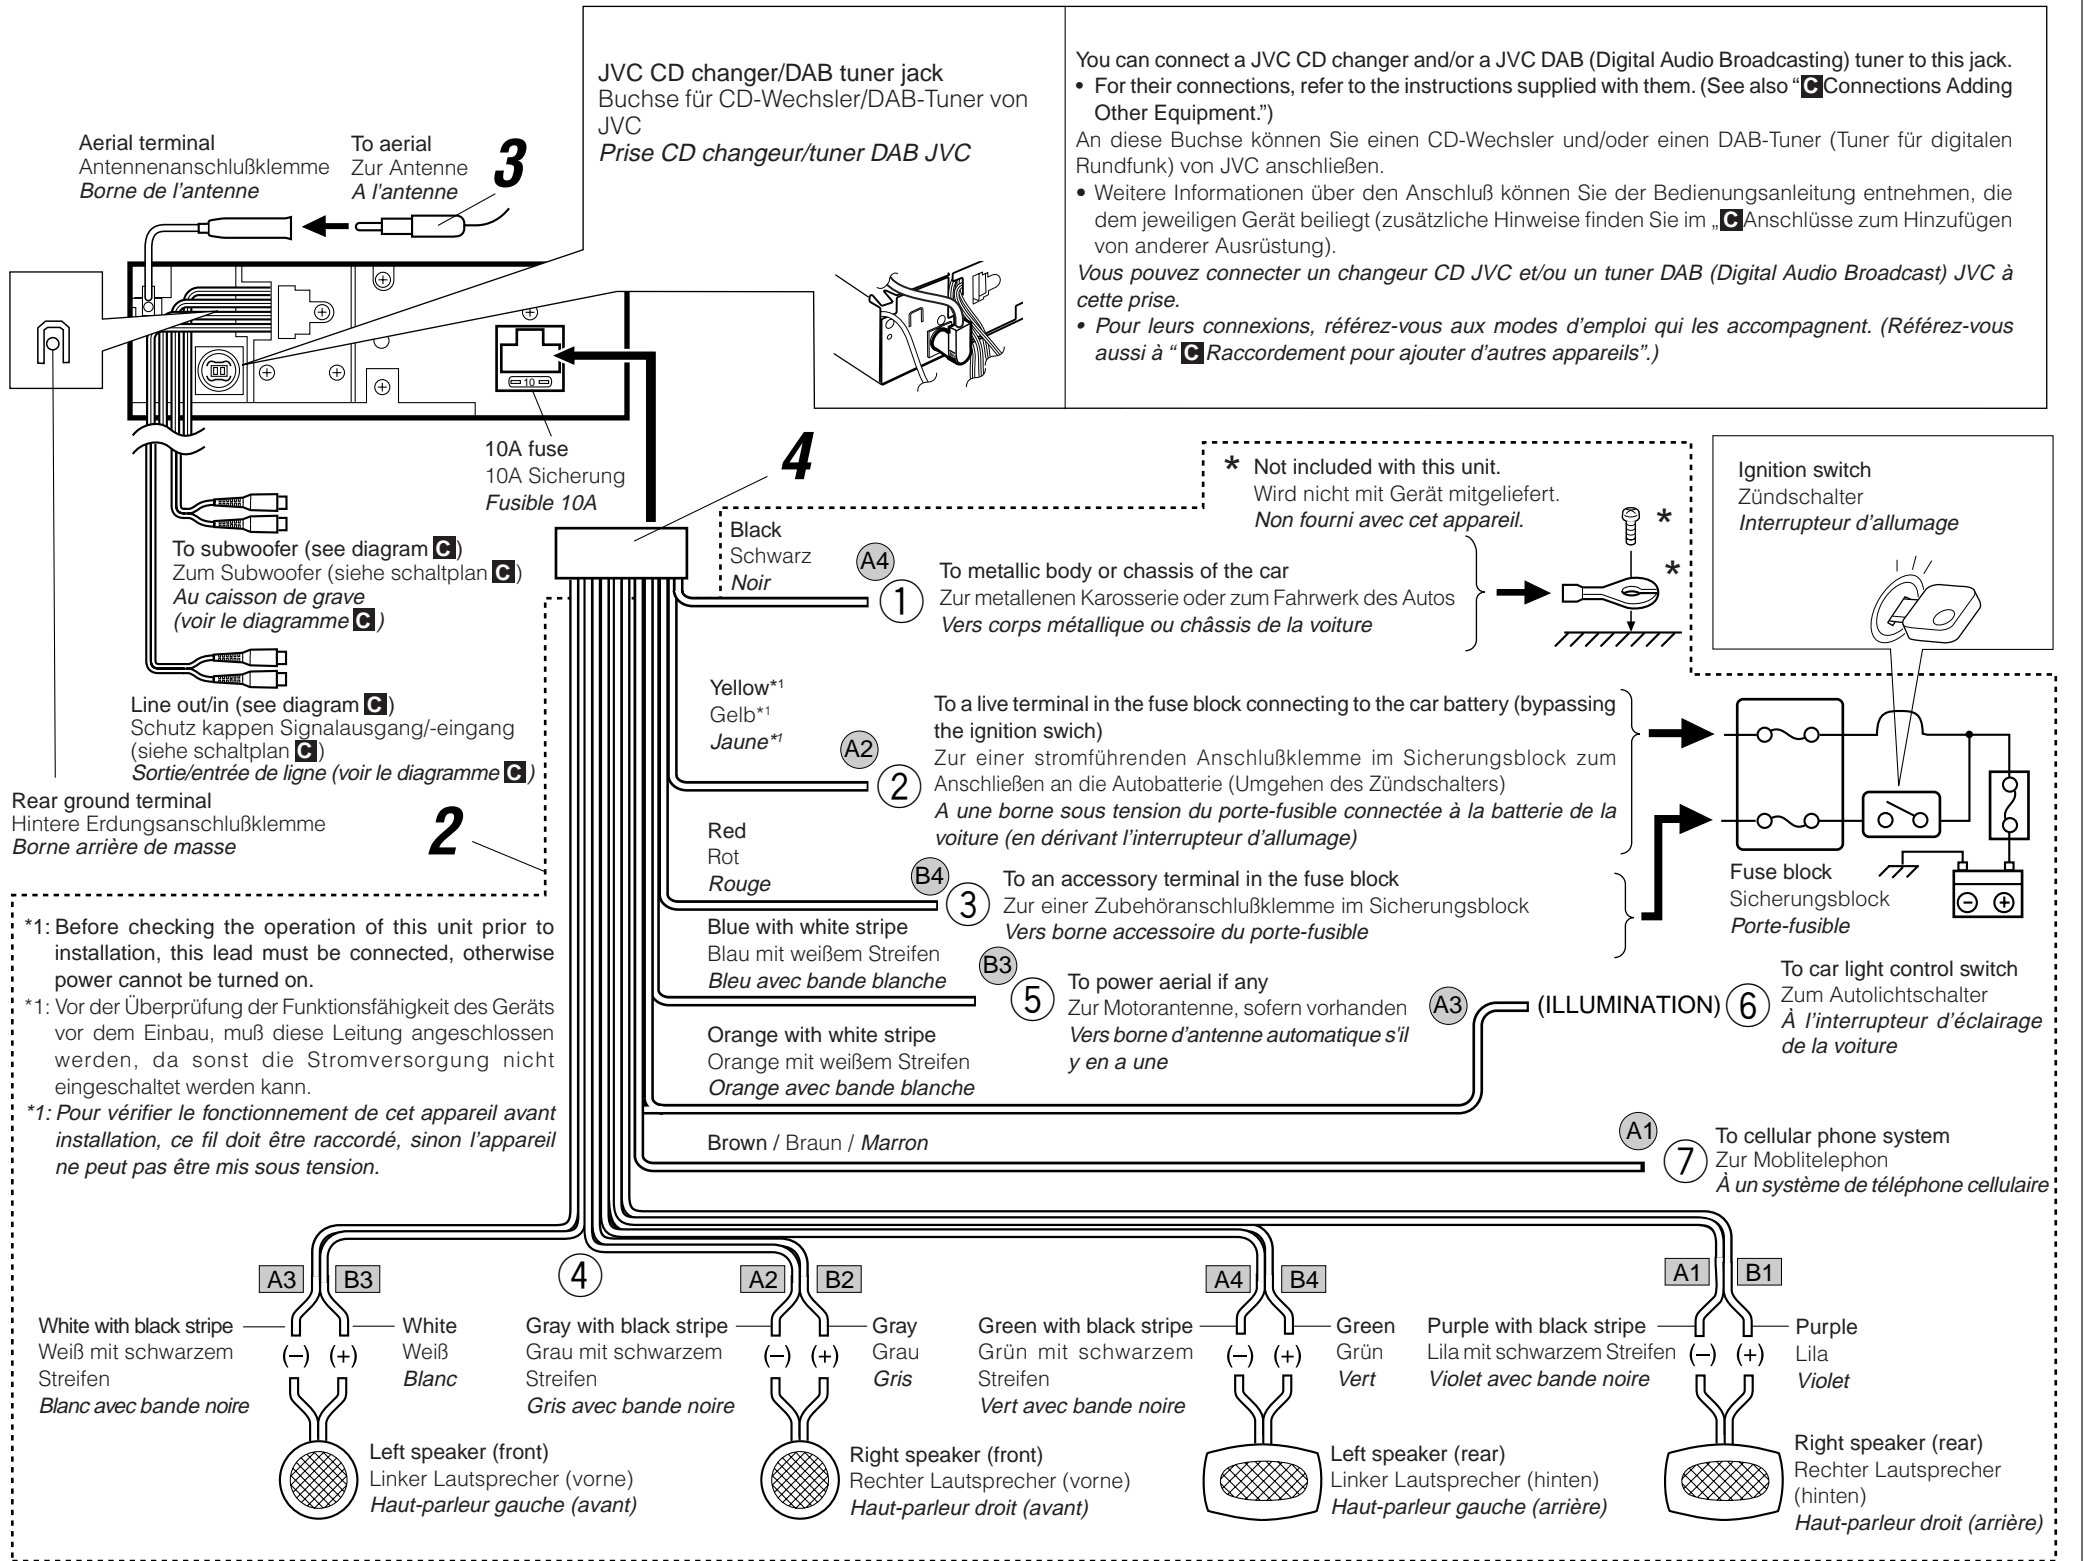 JVC CD changer/DAB tuner jack
Buchse für CD-Wechsler/DAB-Tuner von
JVC
Prise CD changeur/tuner DAB JVC
You can connect a JVC CD changer and/or a JVC DAB (Digital Audio Broadcasting) tuner to this jack.
• For their connections, refer to the instructions supplied with them. (See also “C Connections Adding
Other Equipment.”)
An diese Buchse können Sie einen CD-Wechsler und/oder einen DAB-Tuner (Tuner für digitalen
Rundfunk) von JVC anschließen.
• Weitere Informationen über den Anschluß können Sie der Bedienungsanleitung entnehmen, die
dem jeweiligen Gerät beiliegt (zusätzliche Hinweise finden Sie im „C Anschlüsse zum Hinzufügen
von anderer Ausrüstung).
Vous pouvez connecter un changeur CD JVC et/ou un tuner DAB (Digital Audio Broadcast) JVC à
cette prise.
• Pour leurs connexions, référez-vous aux modes d’emploi qui les accompagnent. (Référez-vous
aussi à “ C Raccordement pour ajouter d’autres appareils”.)
Aerial terminal
Antennenanschlußklemme
Borne de l’antenne
To aerial
Zur Antenne
A l’antenne
3
10
10A fuse
10A Sicherung
Fusible 10A
4
To subwoofer (see diagram C)
Zum Subwoofer (siehe schaltplan C)
Au caisson de grave
(voir le diagramme C)
Line out/in (see diagram C)
Schutz kappen Signalausgang/-eingang
(siehe schaltplan C)
Sortie/entrée de ligne (voir le diagramme C)
Rear ground terminal
Hintere Erdungsanschlußklemme
Borne arrière de masse
2
* Not included with this unit.
Wird nicht mit Gerät mitgeliefert.
Non fourni avec cet appareil.
*
*
Ignition switch
Zündschalter
Interrupteur d’allumage
Black
Schwarz
Noir
A4
1
To metallic body or chassis of the car
Zur metallenen Karosserie oder zum Fahrwerk des Autos
Vers corps métallique ou châssis de la voiture
Yellow*1
Gelb*1
Jaune*1
A2
2
To a live terminal in the fuse block connecting to the car battery (bypassing
the ignition swich)
Zur einer stromführenden Anschlußklemme im Sicherungsblock zum
Anschließen an die Autobatterie (Umgehen des Zündschalters)
A une borne sous tension du porte-fusible connectée à la batterie de la
voiture (en dérivant l’interrupteur d’allumage)
Red
Rot
Rouge
B4
3
To an accessory terminal in the fuse block
Zur einer Zubehöranschlußklemme im Sicherungsblock
Vers borne accessoire du porte-fusible
Fuse block
Sicherungsblock
Porte-fusible
Blue with white stripe
Blau mit weißem Streifen
Bleu avec bande blanche
B3
5
To power aerial if any
Zur Motorantenne, sofern vorhanden
Vers borne d’antenne automatique s’il
y en a une
Orange with white stripe
Orange mit weißem Streifen
Orange avec bande blanche
A3
(ILLUMINATION)
6
To car light control switch
Zum Autolichtschalter
À l’interrupteur d’éclairage
de la voiture
Brown / Braun / Marron
A1
7
To cellular phone system
Zur Moblitelephon
À un système de téléphone cellulaire
*1: Before checking the operation of this unit prior to
installation, this lead must be connected, otherwise
power cannot be turned on.
*1: Vor der Überprüfung der Funktionsfähigkeit des Geräts
vor dem Einbau, muß diese Leitung angeschlossen
werden, da sonst die Stromversorgung nicht
eingeschaltet werden kann.
*1: Pour vérifier le fonctionnement de cet appareil avant
installation, ce fil doit être raccordé, sinon l’appareil
ne peut pas être mis sous tension.
A3 B3
4
A2 B2
A4 B4
A1 B1
White with black stripe
Weiß mit schwarzem
Streifen
Blanc avec bande noire
(–) (+)
White
Weiß
Blanc
Gray with black stripe
Grau mit schwarzem
Streifen
Gris avec bande noire
(–) (+)
Gray
Grau
Gris
Green with black stripe
Grün mit schwarzem
Streifen
Vert avec bande noire
(–) (+)
Green
Grün
Vert
Purple with black stripe
Lila mit schwarzem Streifen
Violet avec bande noire
(–) (+)
Purple
Lila
Violet
Left speaker (front)
Linker Lautsprecher (vorne)
Haut-parleur gauche (avant)
Right speaker (front)
Rechter Lautsprecher (vorne)
Haut-parleur droit (avant)
Left speaker (rear)
Linker Lautsprecher (hinten)
Haut-parleur gauche (arrière)
Right speaker (rear)
Rechter Lautsprecher
(hinten)
Haut-parleur droit (arrière)